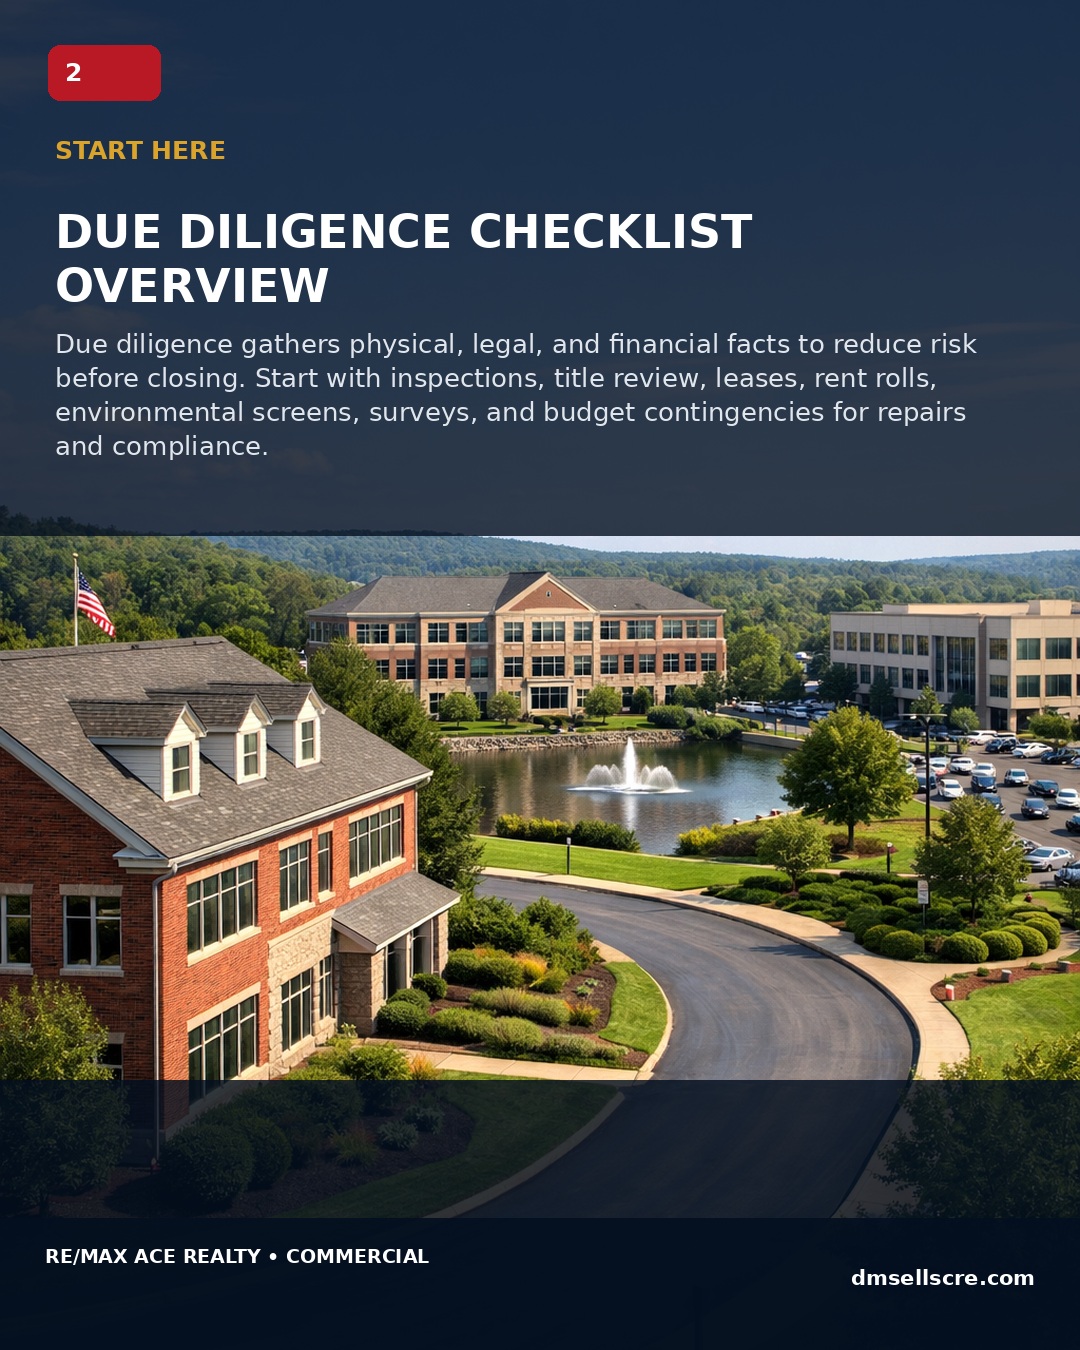 2
START HERE
DUE DILIGENCE CHECKLIST
OVERVIEW
Due diligence gathers physical, legal, and financial facts to reduce risk
before closing. Start with inspections, title review, leases, rent rolls,
environmental screens, surveys, and budget contingencies for repairs
and compliance.
RE/MAX ACE REALTY • COMMERCIAL
dmsellscre.com